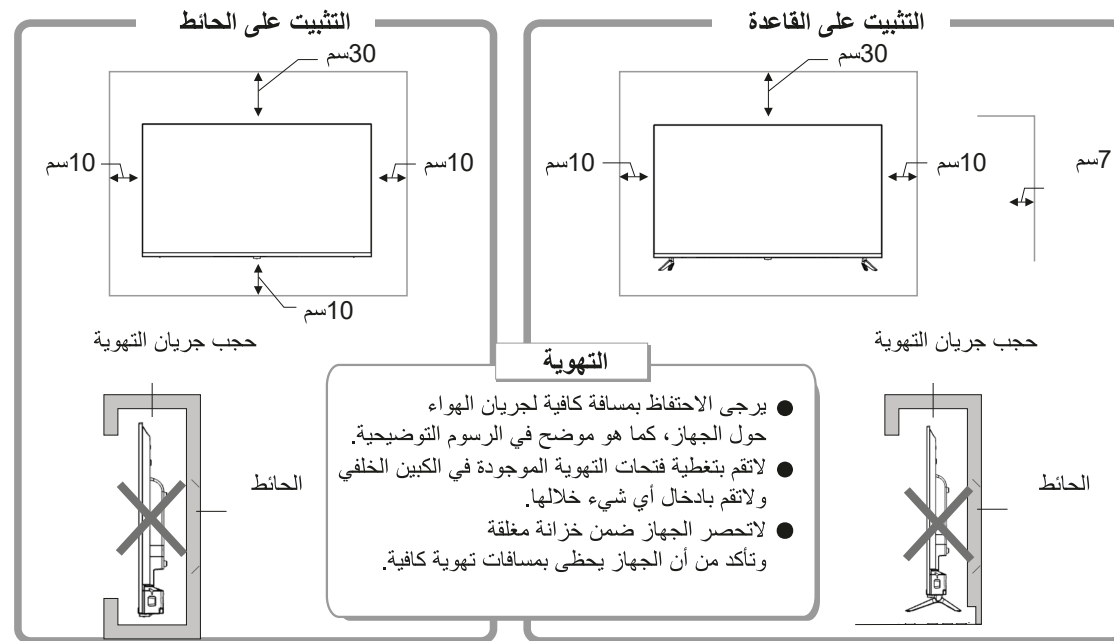 التثبيت على القاعدة
30سم
10سم
10سم
7سم
حجب جريان التهوية
الحائط
التثبيت على الحائط
30سم
10سم
10سم
10سم
حجب جريان التهوية
الحائط
التهوية
● يرجى الاحتفاظ بمسافة كافية لجريان الهواء
حول الجهاز، كما هو موضح في الرسوم التوضيحية.
● لاتقم بتغطية فتحات التهوية الموجودة في الكبين الخلفي
ولاتقم بادخال أي شيء خلالها.
● لاتحصر الجهاز ضمن خزانة مغلقة
وتأكد من أن الجهاز يحظى بمسافات تهوية كافية.